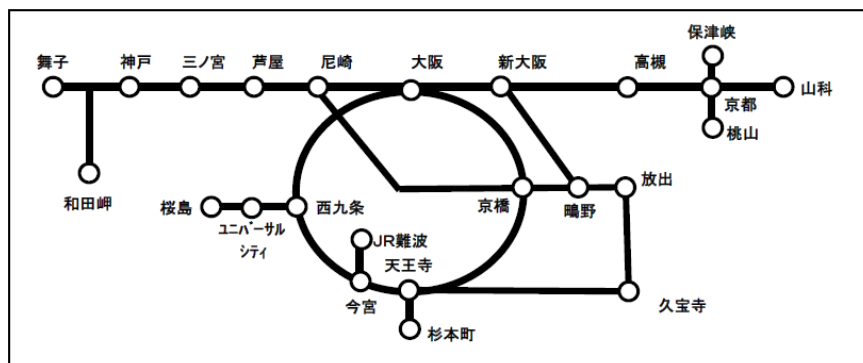 保津峡
舞子
神戸
三ノ宮
芦屋
尼崎
大阪
新大阪
高槻
京都
山科
桃山
和田岬
桜島
ユニバーサル
シティ
西九条
京橋
鴫野
放出
JR難波
天王寺
今宮
久宝寺
杉本町